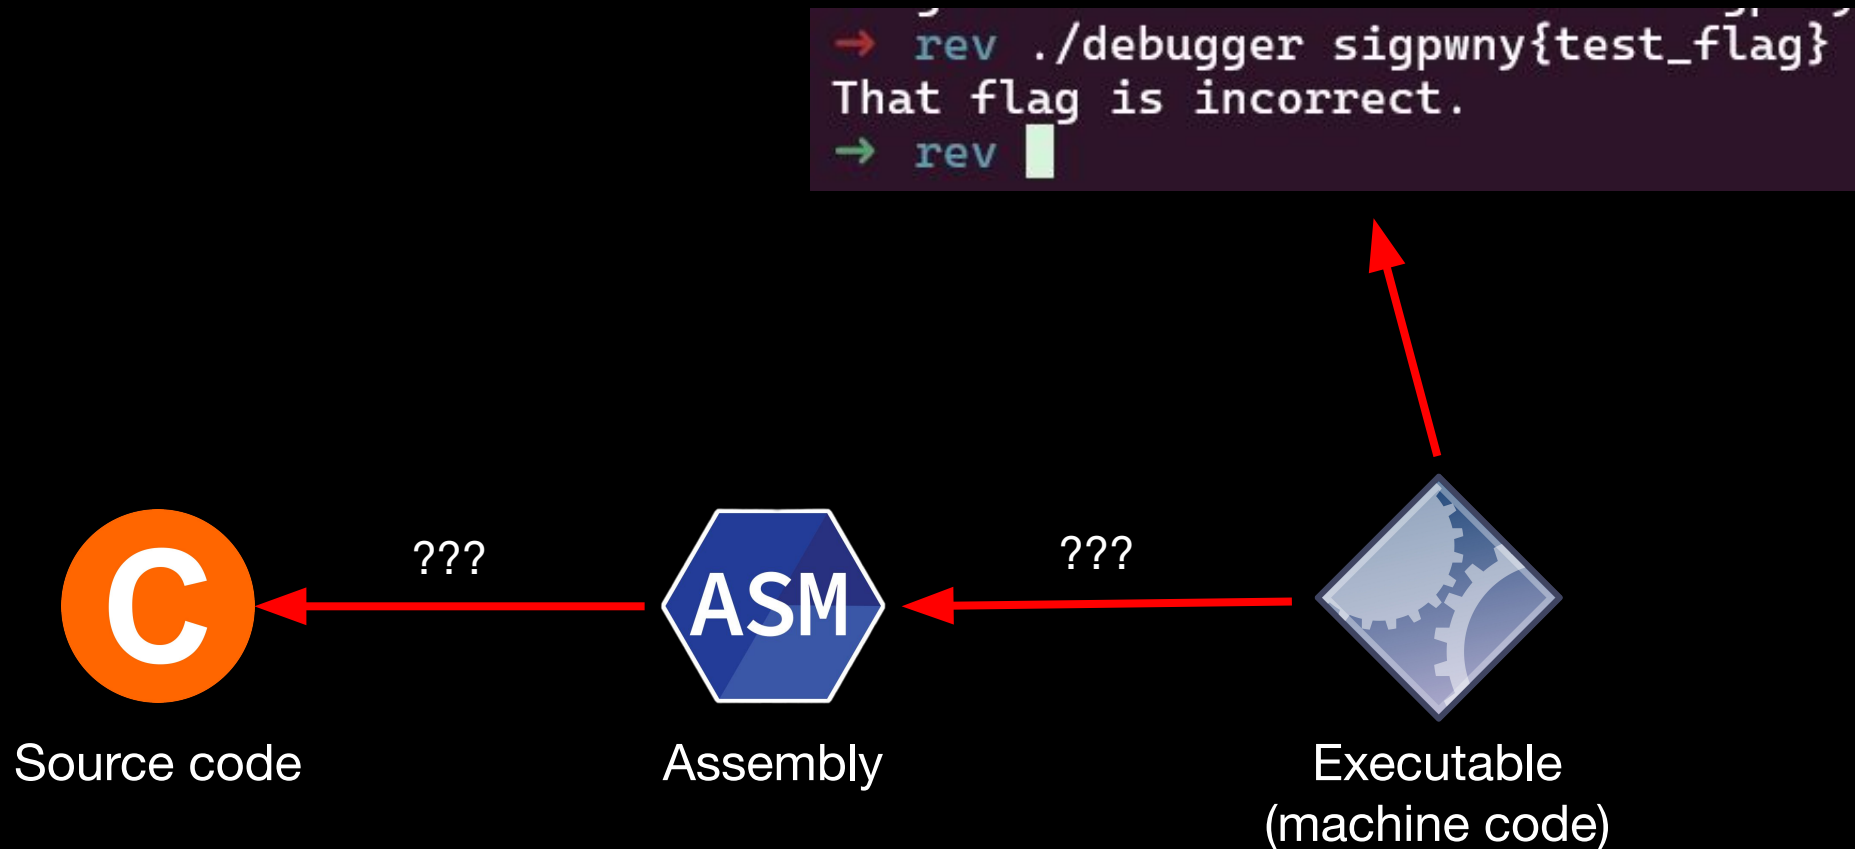 → rev ./debugger sigpwny{test_flag}
That flag is incorrect.
→ rev
???
???
C
ASM
Source code
Assembly
Executable
(machine code)